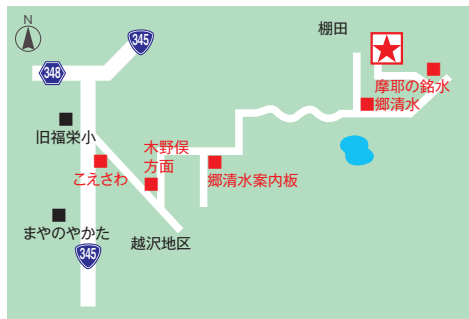 N
棚田
345
348
摩耶の銘水
郷清水
旧福栄小
木野俣
方面
こえさわ
郷清水案内板
まやのやかた
越沢地区
345